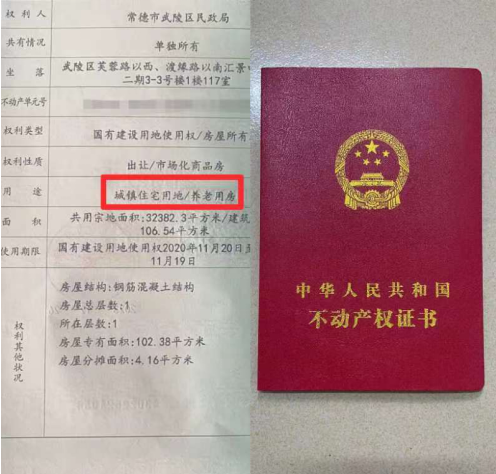 权 利 人 常德市武陵区民政局
共有情况 单独所有
坐 落 武陵区芙蓉路以西、渡缘路以南汇景
二期3-3号楼1楼117室
不动产单元号
权利类型 国有建设用地使用权/房屋所有
权利性质 出让/市场化商品房
用 途 城镇住宅用地/养老用房
面 积 共用宗地面积:32382.3平方米/建筑
106.54平方米
使用期限 国有建设用地使用权2020年11月20日
11月19日
权利其他状况
房屋结构:钢筋混凝土结构
房屋总层数:1
所在层数:1
房屋专有面积:102.38平方米
房屋分摊面积:4.16平方米
中华人民共和国
不动产权证书